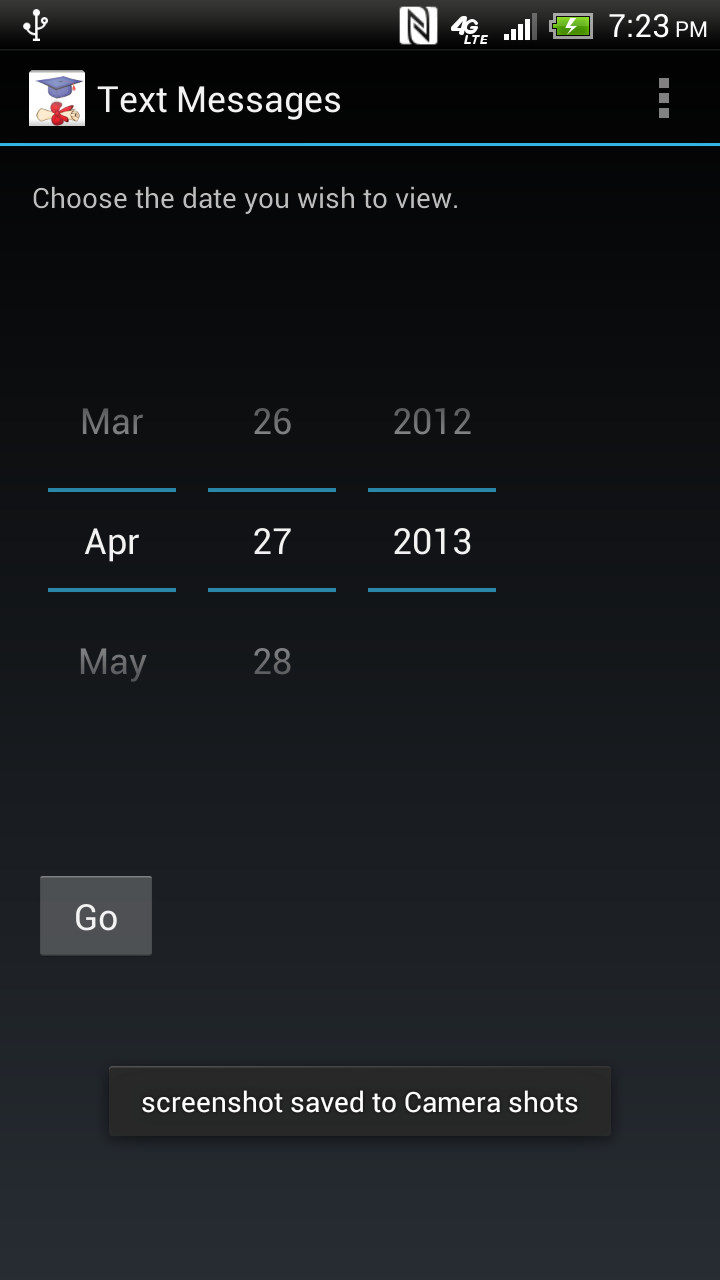 4G LTE 7:23 PM
Text Messages
Choose the date you wish to view.
Mar 26 2012
Apr 27 2013
May 28
Go
screenshot saved to Camera shots